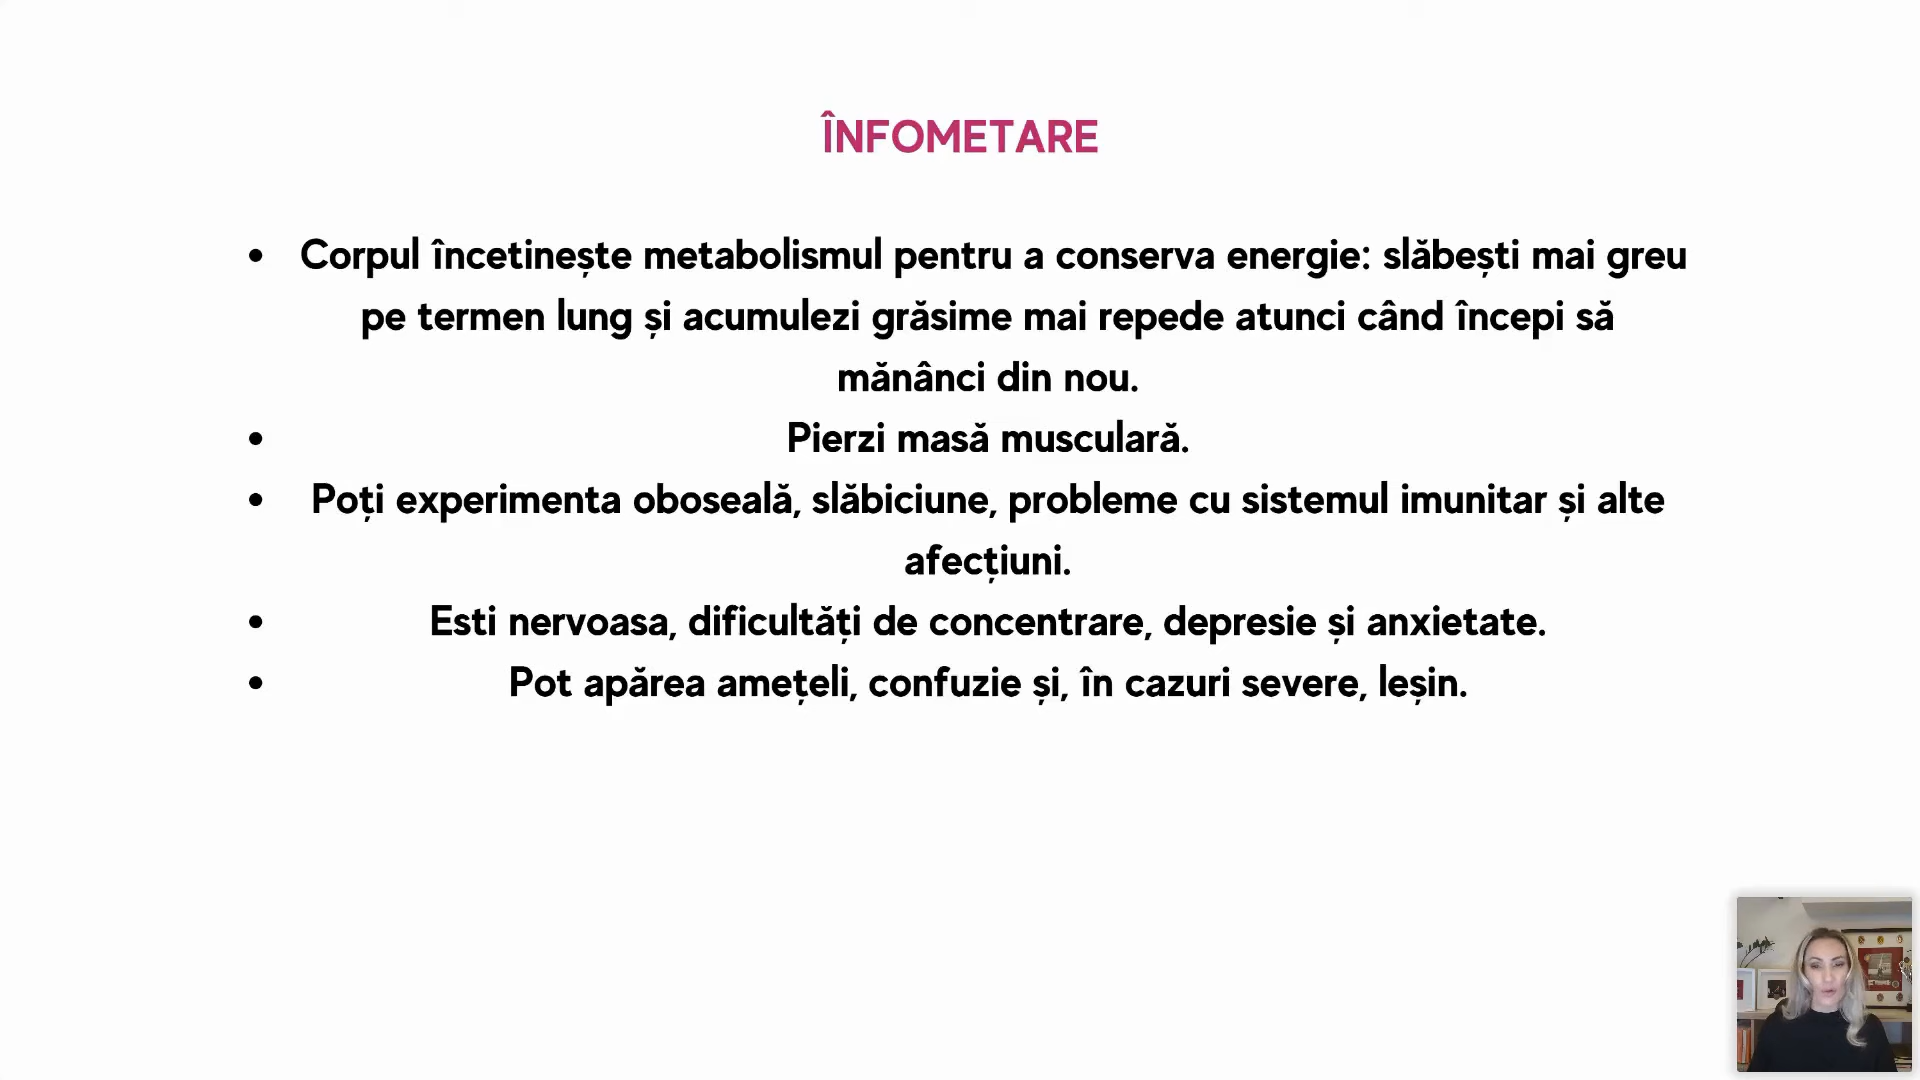 ÎNFOMETARE
• Corpul încetinește metabolismul pentru a conserva energie: slăbești mai greu
pe termen lung și acumulezi grăsime mai repede atunci când începi să
mănânci din nou.
• Pierzi masă musculară.
• Poți experimenta oboseală, slăbiciune, probleme cu sistemul imunitar și alte
afecțiuni.
• Esti nervoasa, dificultăți de concentrare, depresie și anxietate.
• Pot apărea amețeli, confuzie și, în cazuri severe, leșin.